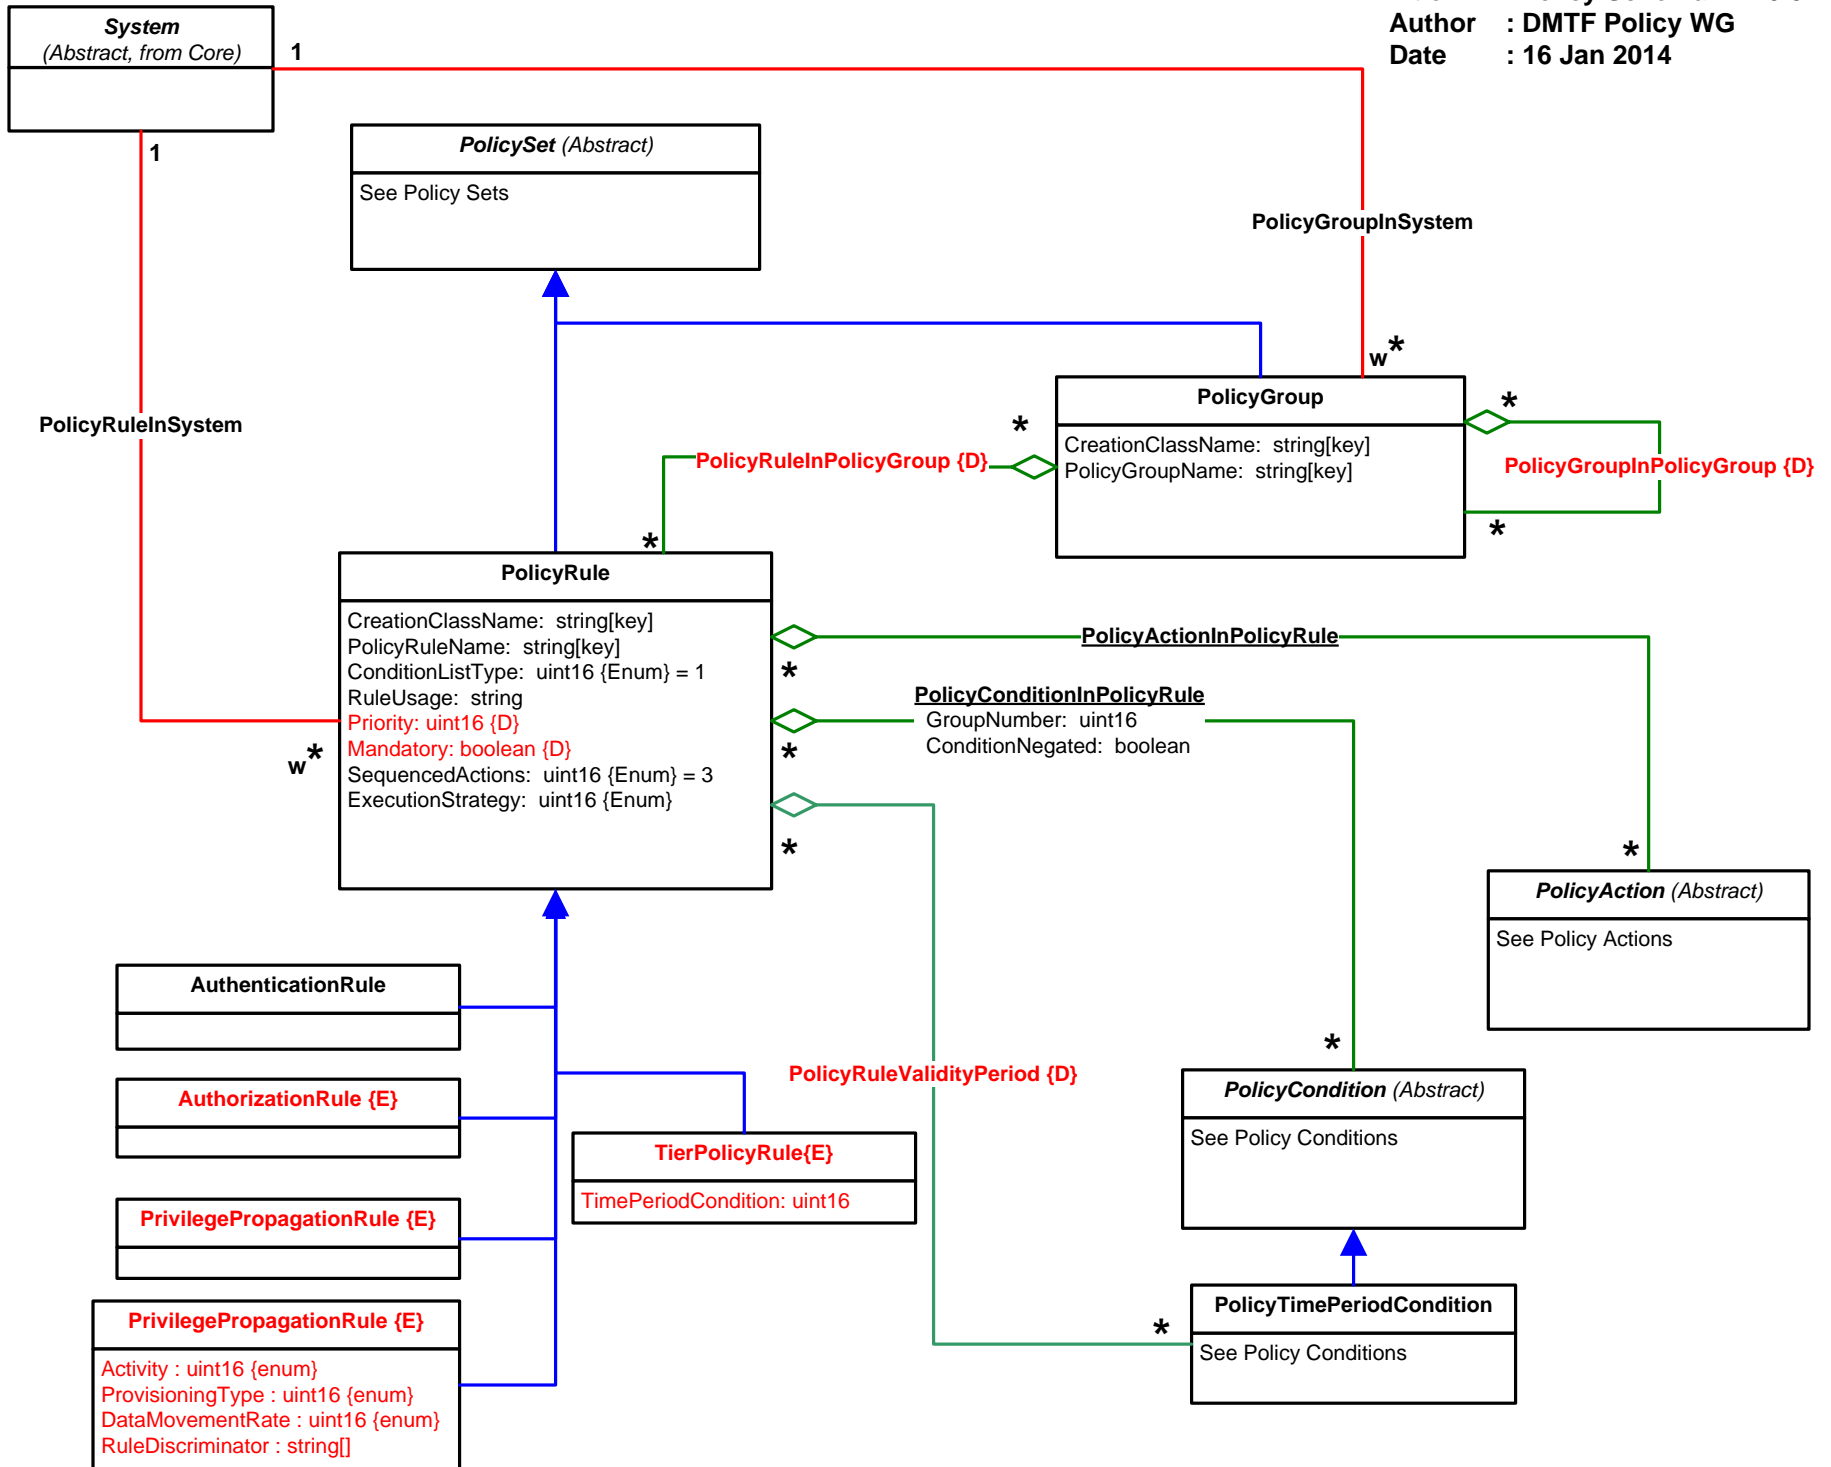 Author : DMTF Policy WG
Date : 16 Jan 2014
System
(Abstract, from Core)
1
1
PolicySet (Abstract)
See Policy Sets
PolicyGroupInSystem
w*
PolicyGroup
CreationClassName: string[key]
PolicyGroupName: string[key]
*
*
PolicyGroupInPolicyGroup {D}
*
PolicyRuleInPolicyGroup {D}
*
PolicyRuleInSystem
w*
PolicyRule
CreationClassName: string[key]
PolicyRuleName: string[key]
ConditionListType: uint16 {Enum} = 1
RuleUsage: string
Priority: uint16 {D}
Mandatory: boolean {D}
SequencedActions: uint16 {Enum} = 3
ExecutionStrategy: uint16 {Enum}
PolicyActionInPolicyRule
*
PolicyConditionInPolicyRule
GroupNumber: uint16
ConditionNegated: boolean
*
*
*
PolicyAction (Abstract)
See Policy Actions
AuthenticationRule
AuthorizationRule {E}
PrivilegePropagationRule {E}
PrivilegePropagationRule {E}
Activity : uint16 {enum}
ProvisioningType : uint16 {enum}
DataMovementRate : uint16 {enum}
RuleDiscriminator : string[]
TierPolicyRule{E}
TimePeriodCondition: uint16
PolicyRuleValidityPeriod {D}
*
PolicyCondition (Abstract)
See Policy Conditions
*
PolicyTimePeriodCondition
See Policy Conditions